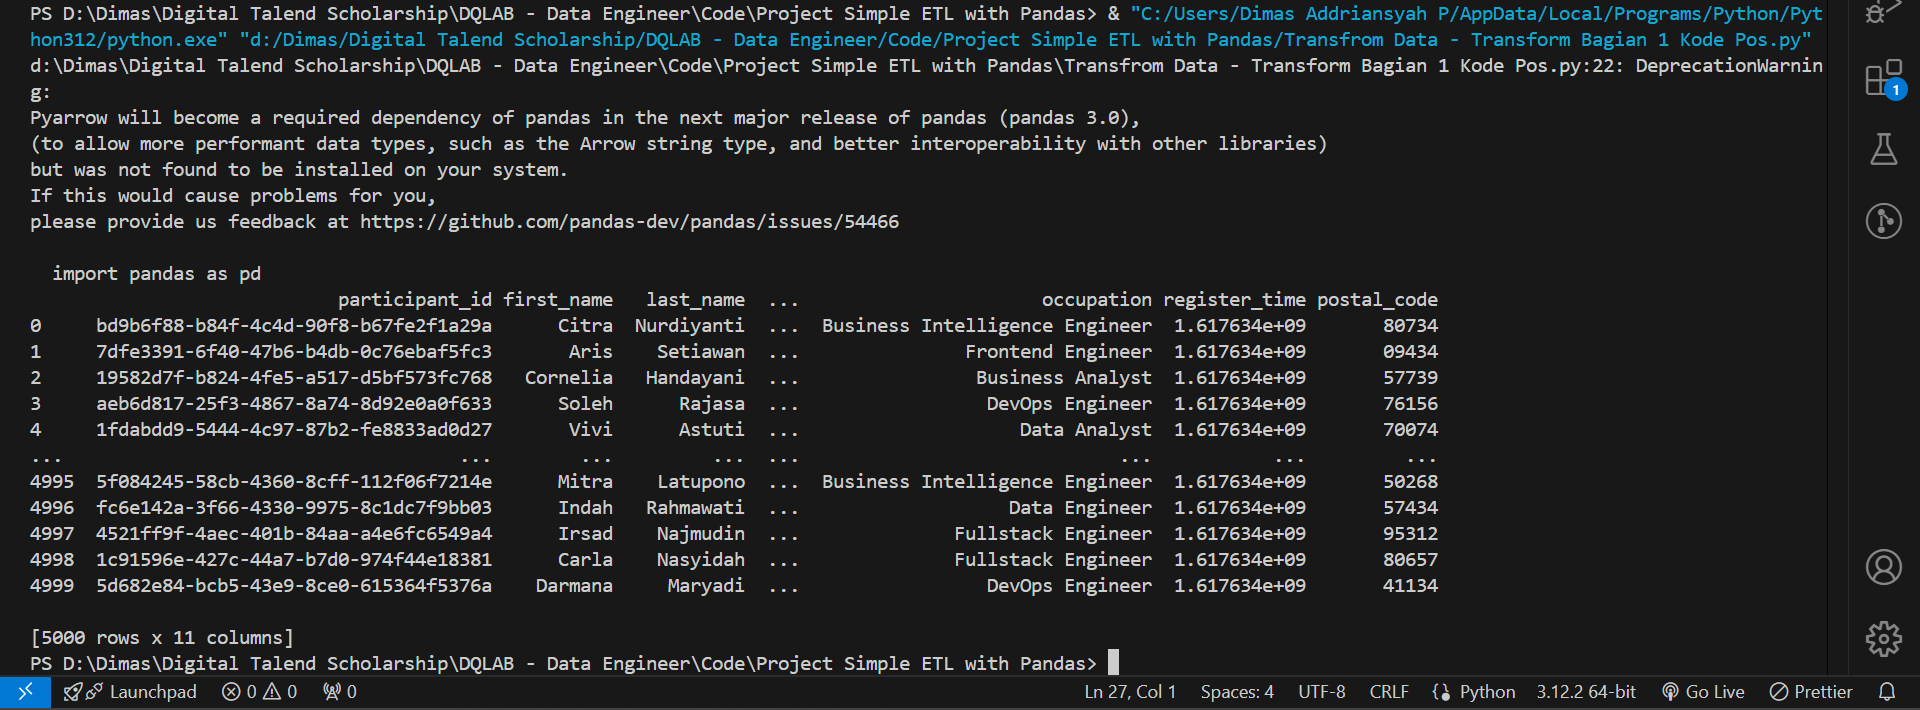 PS D:\Dimas\Digital Talend Scholarship\DQLAB - Data Engineer\Code\Project Simple ETL with Pandas> & "C:/Users/Dimas Addriansyah P/AppData/Local/Programs/Python/Pyt
hon312/python.exe" "d:/Dimas/Digital Talend Scholarship/DQLAB - Data Engineer/Code/Project Simple ETL with Pandas/Transfrom Data - Transform Bagian 1 Kode Pos.py"
d:\Dimas\Digital Talend Scholarship\DQLAB - Data Engineer\Code\Project Simple ETL with Pandas\Transfrom Data - Transform Bagian 1 Kode Pos.py:22: DeprecationWarnin
g:
Pyarrow will become a required dependency of pandas in the next major release of pandas (pandas 3.0),
(to allow more performant data types, such as the Arrow string type, and better interoperability with other libraries)
but was not found to be installed on your system.
If this would cause problems for you,
please provide us feedback at https://github.com/pandas-dev/pandas/issues/54466
import pandas as pd
participant_id first_name last_name ... occupation register_time postal_code
0 bd9b6f88-b84f-4c4d-90f8-b67fe2f1a29a Citra Nurdiyanti ... Business Intelligence Engineer 1.617634e+09 80734
1 7dfe3391-6f40-47b6-b4db-0c76ebaf5fc3 Aris Setiawan ... Frontend Engineer 1.617634e+09 09434
2 19582d7f-b824-4fe5-a517-d5bf573fc768 Cornelia Handayani ... Business Analyst 1.617634e+09 57739
3 aeb6d817-25f3-4867-8a74-8d92e0a0f633 Soleh Rajasa ... DevOps Engineer 1.617634e+09 76156
4 1fdabdd9-5444-4c97-87b2-fe8833ad0d27 Vivi Astuti ... Data Analyst 1.617634e+09 70074
... ... ... ... ... ... ... ...
4995 5f084245-58cb-4360-8cff-112f06f7214e Mitra Latupono ... Business Intelligence Engineer 1.617634e+09 50268
4996 fc6e142a-3f66-4330-9975-8c1dc7f9bb03 Indah Rahmawati ... Data Engineer 1.617634e+09 57434
4997 4521ff9f-4aec-401b-84aa-a4e6fc6549a4 Irsad Najmudin ... Fullstack Engineer 1.617634e+09 95312
4998 1c91596e-427c-44a7-b7d0-974f44e18381 Carla Nasyidah ... Fullstack Engineer 1.617634e+09 80657
4999 5d682e84-bcb5-43e9-8ce0-615364f5376a Darmana Maryadi ... DevOps Engineer 1.617634e+09 41134
[5000 rows x 11 columns]
PS D:\Dimas\Digital Talend Scholarship\DQLAB - Data Engineer\Code\Project Simple ETL with Pandas>
1
Launchpad 0 0 0 Ln 27, Col 1 Spaces: 4 UTF-8 CRLF Python 3.12.2 64-bit Go Live Prettier